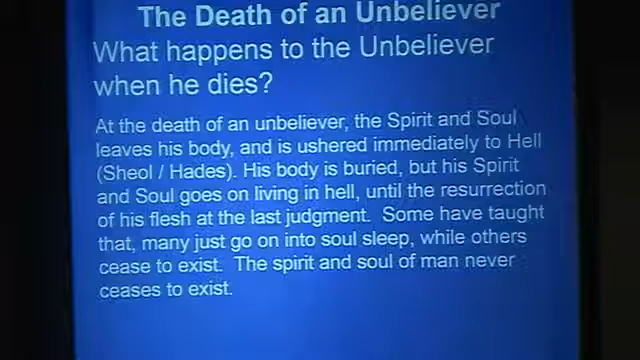 The Death of an Unbeliever
What happens to the Unbeliever
when he dies?
At the death of an unbeliever, the Spirit and Soul
leaves his body, and is ushered immediately to Hell
(Sheol / Hades). His body is buried, but his Spirit
and Soul goes on living in hell, until the resurrection
of his flesh at the last judgment. Some have taught
that, many just go on into soul sleep, while others
cease to exist. The spirit and soul of man never
ceases to exist.